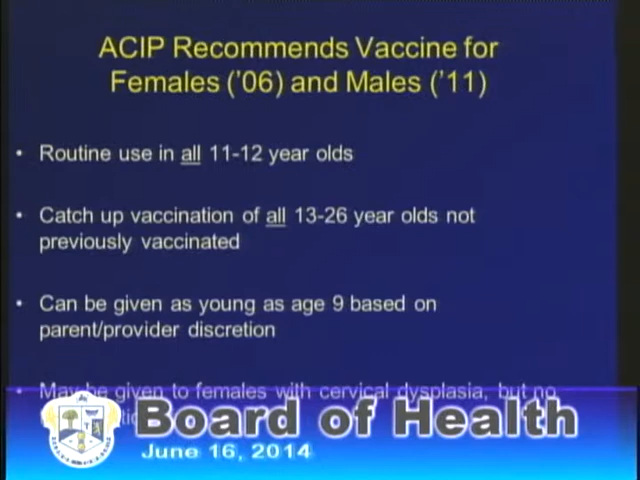 ACIP Recommends Vaccine for
Females ('06) and Males ('11)
• Routine use in all 11-12 year olds
• Catch up vaccination of all 13-26 year olds not
previously vaccinated
• Can be given as young as age 9 based on
parent/provider discretion
• May be given to females with cervical dysplasia, but no
Board of Health
June 16, 2014